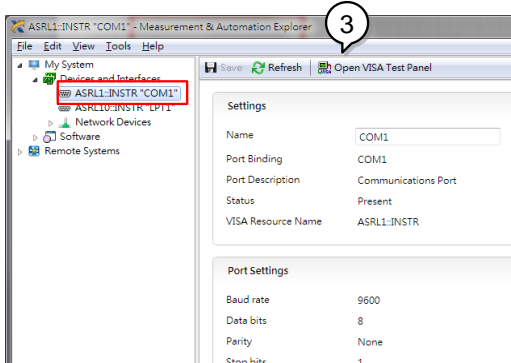 ASRL1::INSTR "COM1" - Measurement & Automation Explorer
3
File Edit View Tools Help
Save Refresh Open VISA Test Panel
My System
Devices and Interfaces
ASRL1::INSTR "COM1"
ASRL10::INSTR "LPT1"
Network Devices
Software
Remote Systems
Settings
Name COM1
Port Binding COM1
Port Description Communications Port
Status Present
VISA Resource Name ASRL1::INSTR
Port Settings
Baud rate 9600
Data bits 8
Parity None
Stop bits 1